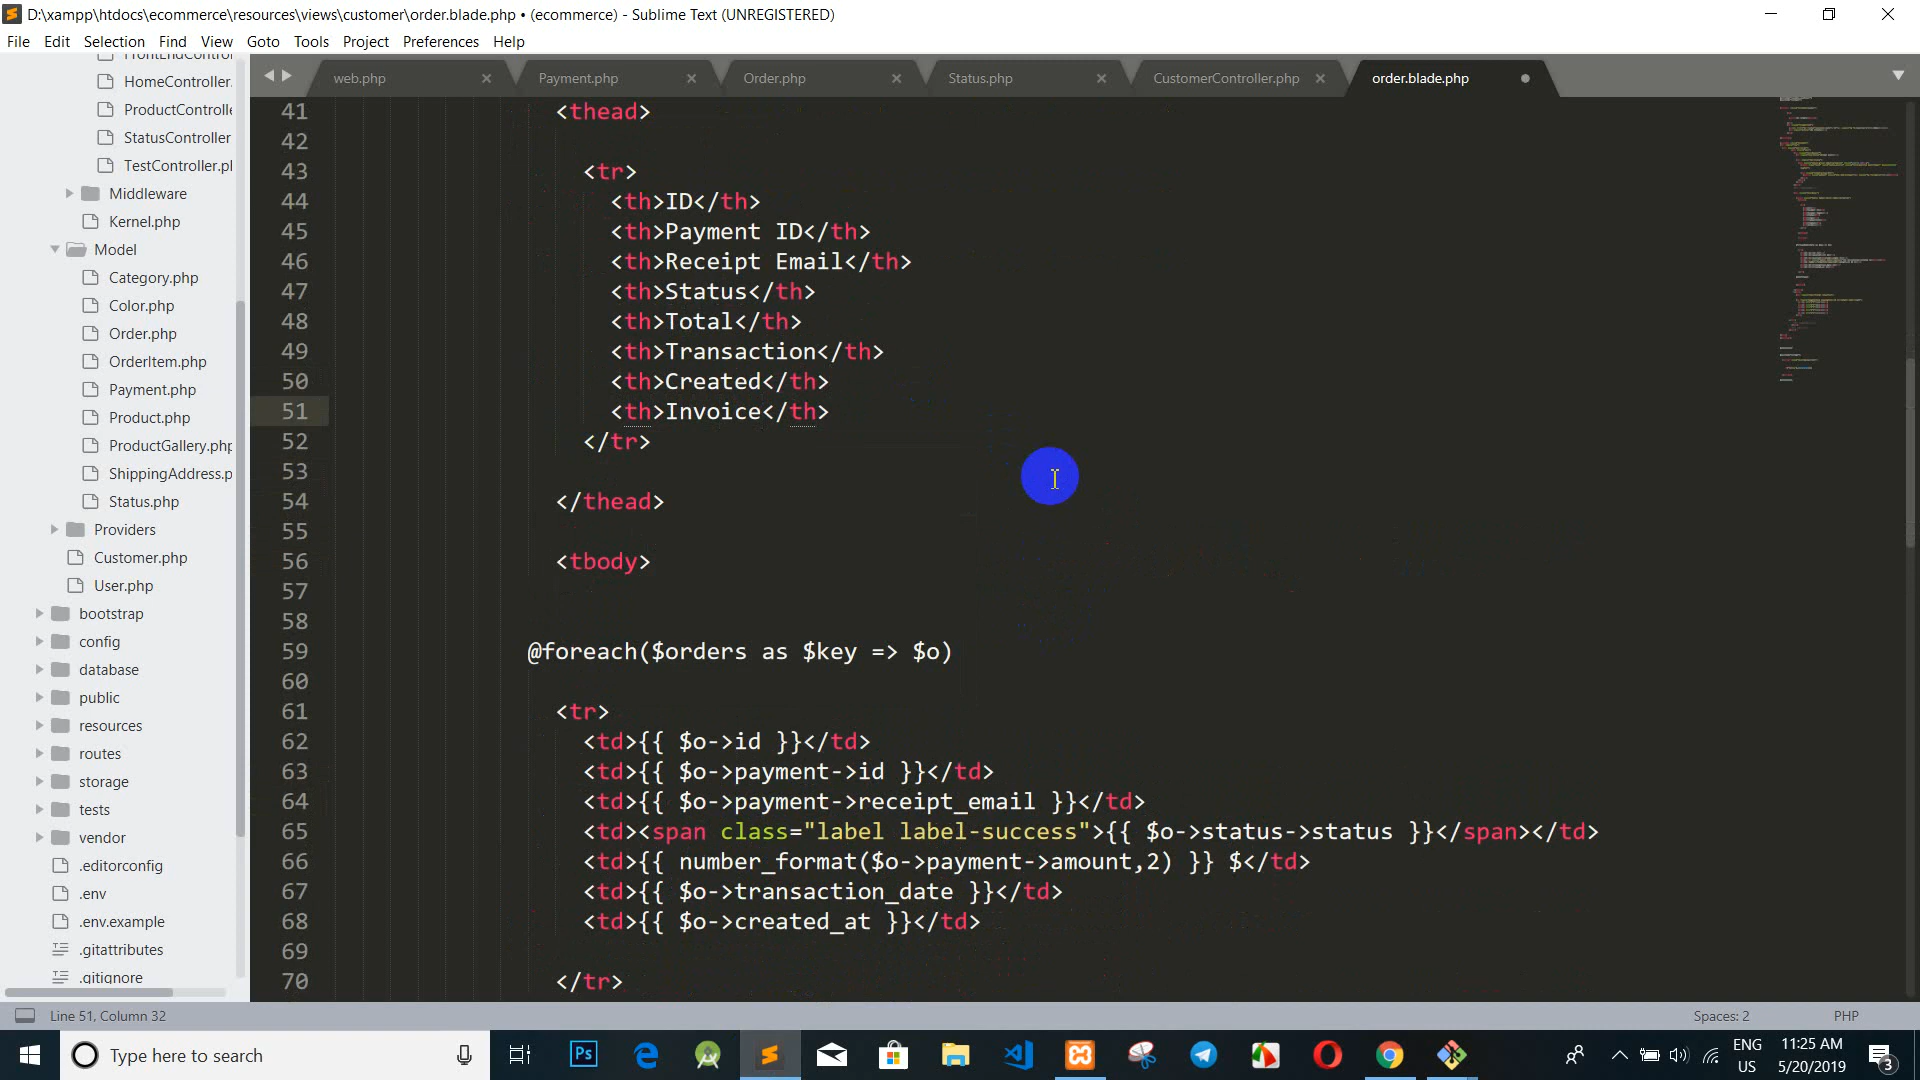 D:\xampp\htdocs\ecommerce\resources\views\customer\order.blade.php • (ecommerce) - Sublime Text (UNREGISTERED)
File Edit Selection Find View Goto Tools Project Preferences Help
web.php Payment.php Order.php Status.php CustomerController.php order.blade.php
HomeController.
ProductControlle
StatusController
TestController.pl
Middleware
Kernel.php
Model
Category.php
Color.php
Order.php
OrderItem.php
Payment.php
Product.php
ProductGallery.php
ShippingAddress.p
Status.php
Providers
Customer.php
User.php
bootstrap
config
database
public
resources
routes
storage
tests
vendor
.editorconfig
.env
.env.example
.gitattributes
.gitignore
41 <thead>
42
43 <tr>
44 <th>ID</th>
45 <th>Payment ID</th>
46 <th>Receipt Email</th>
47 <th>Status</th>
48 <th>Total</th>
49 <th>Transaction</th>
50 <th>Created</th>
51 <th>Invoice</th>
52 </tr>
53
54 </thead>
55
56 <tbody>
57
58
59 @foreach($orders as $key => $o)
60
61 <tr>
62 <td>{{ $o->id }}</td>
63 <td>{{ $o->payment->id }}</td>
64 <td>{{ $o->payment->receipt_email }}</td>
65 <td><span class="label label-success">{{ $o->status->status }}</span></td>
66 <td>{{ number_format($o->payment->amount,2) }} $</td>
67 <td>{{ $o->transaction_date }}</td>
68 <td>{{ $o->created_at }}</td>
69
70 </tr>
Line 51, Column 32 Spaces: 2 PHP
Type here to search
Ps
ENG
US
11:25 AM
5/20/2019
3